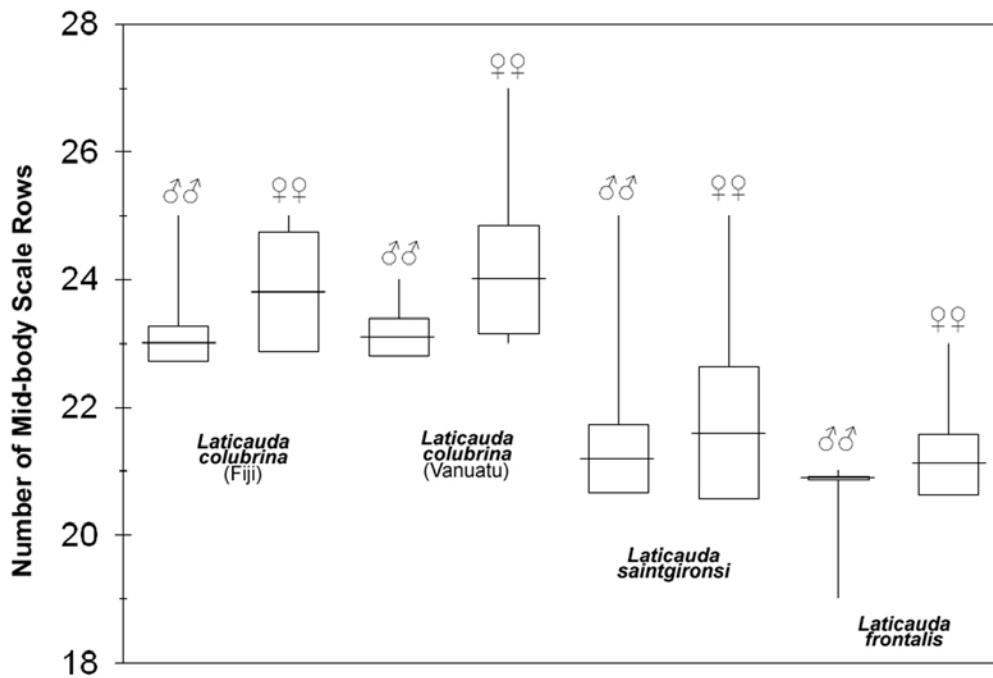 Number of Mid-body Scale Rows
28
26
24
22
20
18
♂♂
♀♀
♂♂
♀♀
♂♂
♀♀
♂♂
♀♀
Laticauda
colubrina
(Fiji)
Laticauda
colubrina
(Vanuatu)
Laticauda
saintgironsi
Laticauda
frontalis